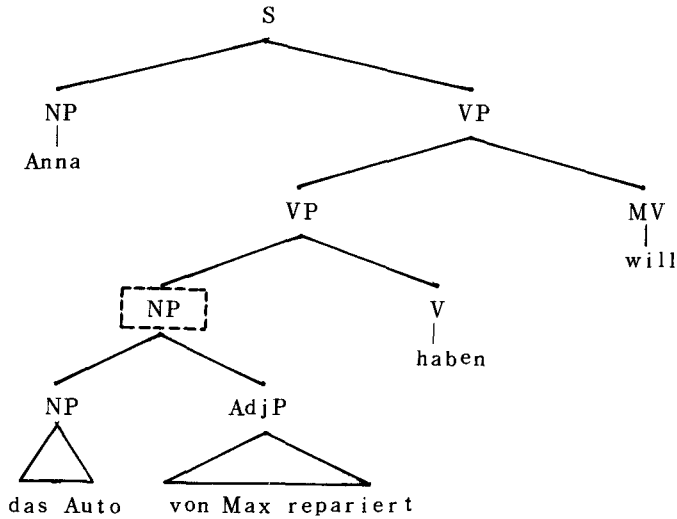 S
NP VP
Anna
VP MV
will
NP V
haben
NP AdjP
das Auto von Max repariert